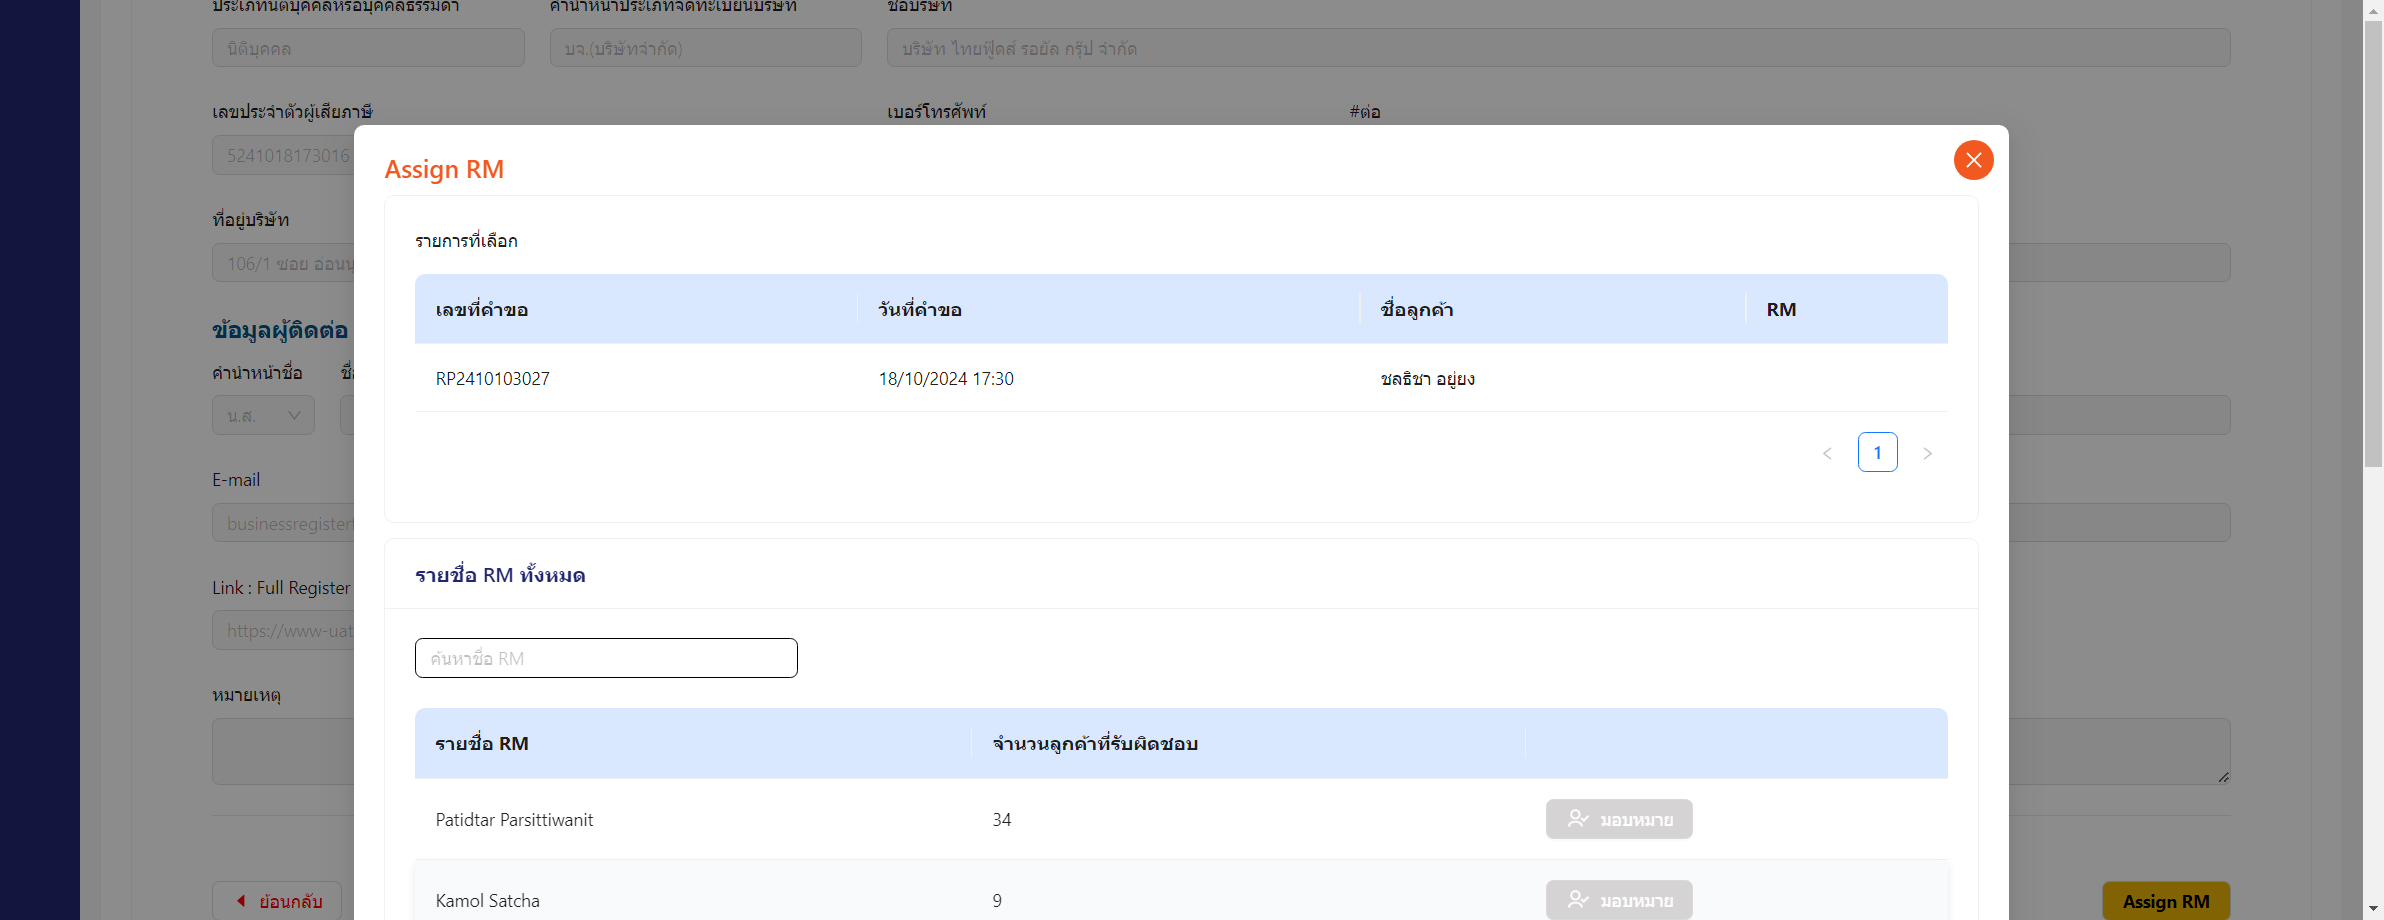 ประเภทนิติบุคคลหรือบุคคลธรรมดา คำนำหน้าประเภทจดทะเบียนบริษัท ชื่อบริษัท
นิติบุคคล บจ.(บริษัทจำกัด) บริษัท ไทยฟู้ดส์ รอยัล กรุ๊ป จำกัด
เลขประจำตัวผู้เสียภาษี เบอร์โทรศัพท์ #ต่อ
5241018173016
Assign RM
ที่อยู่บริษัท
รายการที่เลือก
106/1 ซอย อ่อนนุ
เลขที่คำขอ วันที่คำขอ ชื่อลูกค้า RM
ข้อมูลผู้ติดต่อ
คำนำหน้าชื่อ ชื่
RP2410103027 18/10/2024 17:30 ชลธิชา อยู่ยง
น.ส.
1
E-mail
businessregister
รายชื่อ RM ทั้งหมด
Link : Full Register
https://www-uat
ค้นหาชื่อ RM
หมายเหตุ
รายชื่อ RM จำนวนลูกค้าที่รับผิดชอบ
Patidtar Parsittiwanit 34 มอบหมาย
Kamol Satcha 9 มอบหมาย
ย้อนกลับ Assign RM